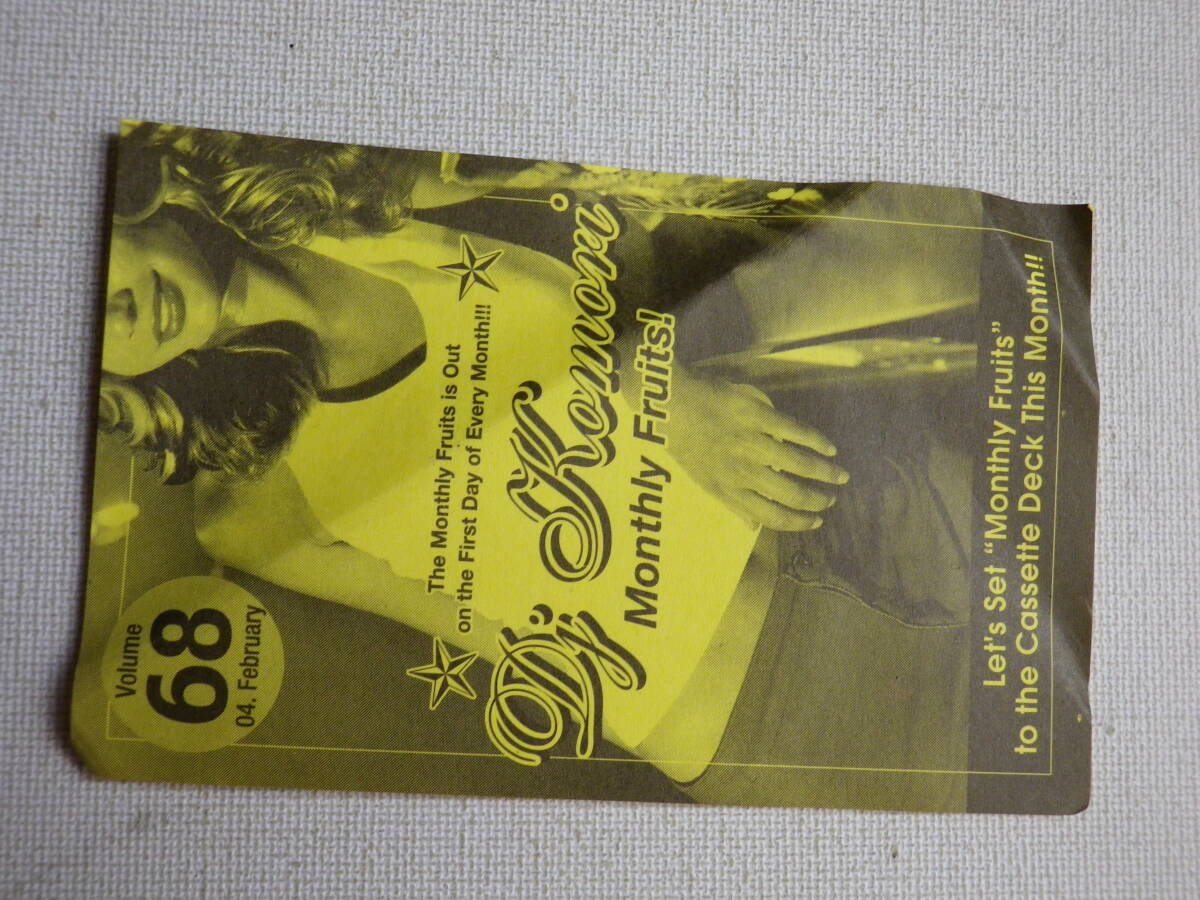 Volume
68
04. February
The Monthly Fruits is Out
on the First Day of Every Month!!!
Dj Komori
Monthly Fruits!
Let's Set “Monthly Fruits”
to the Cassette Deck This Month!!